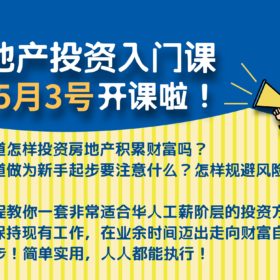 地产投资入门课
5月3号开课啦！
道怎样投资房地产积累财富吗？
道做为新手起步要注意什么？怎样规避风险
程教你一套非常适合华人工薪阶层的投资方
保持现有工作，在业余时间迈出走向财富自
步！简单实用，人人都能执行！